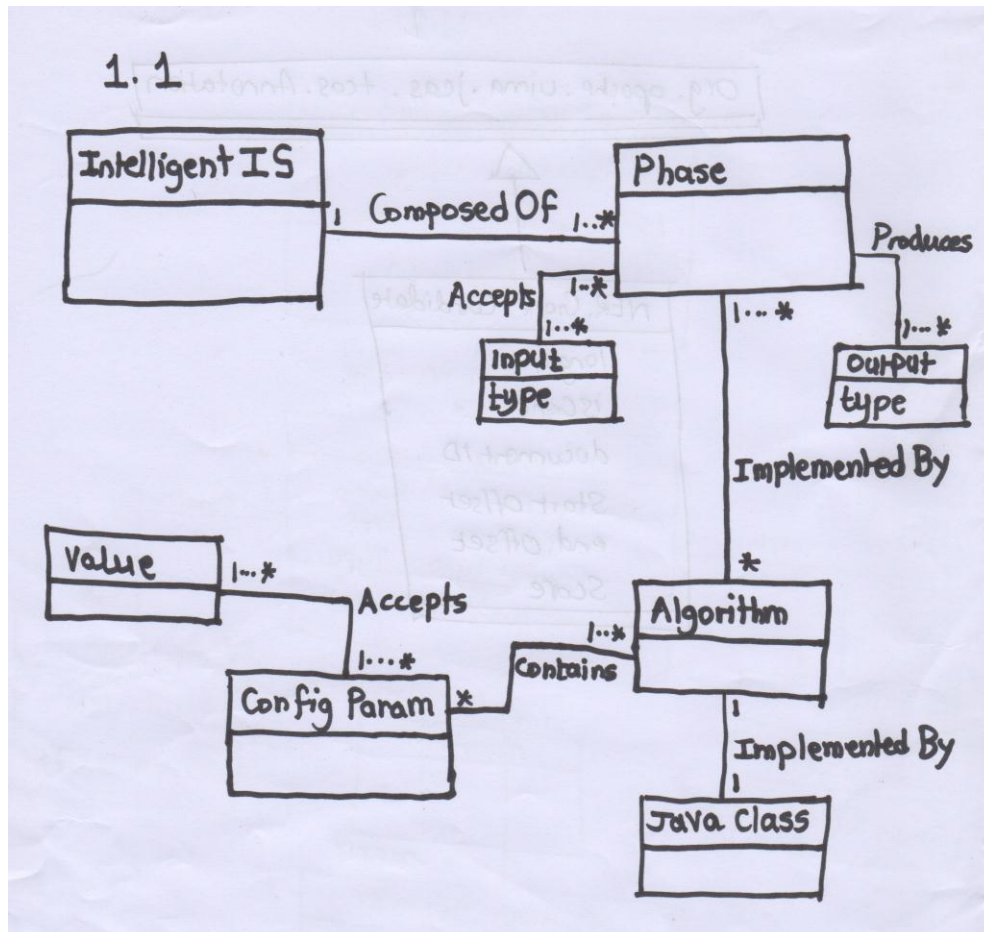 1.1
Intelligent IS
Phase
1 Composed Of 1..*
Produces
Accepts 1..*
1...*
1...*
1...*
Input
type
Output
type
Implemented By
Value
1...*
Accepts
*
Algorithm
1...*
1..*
Contains
Config Param *
1
Implemented By
1
Java Class